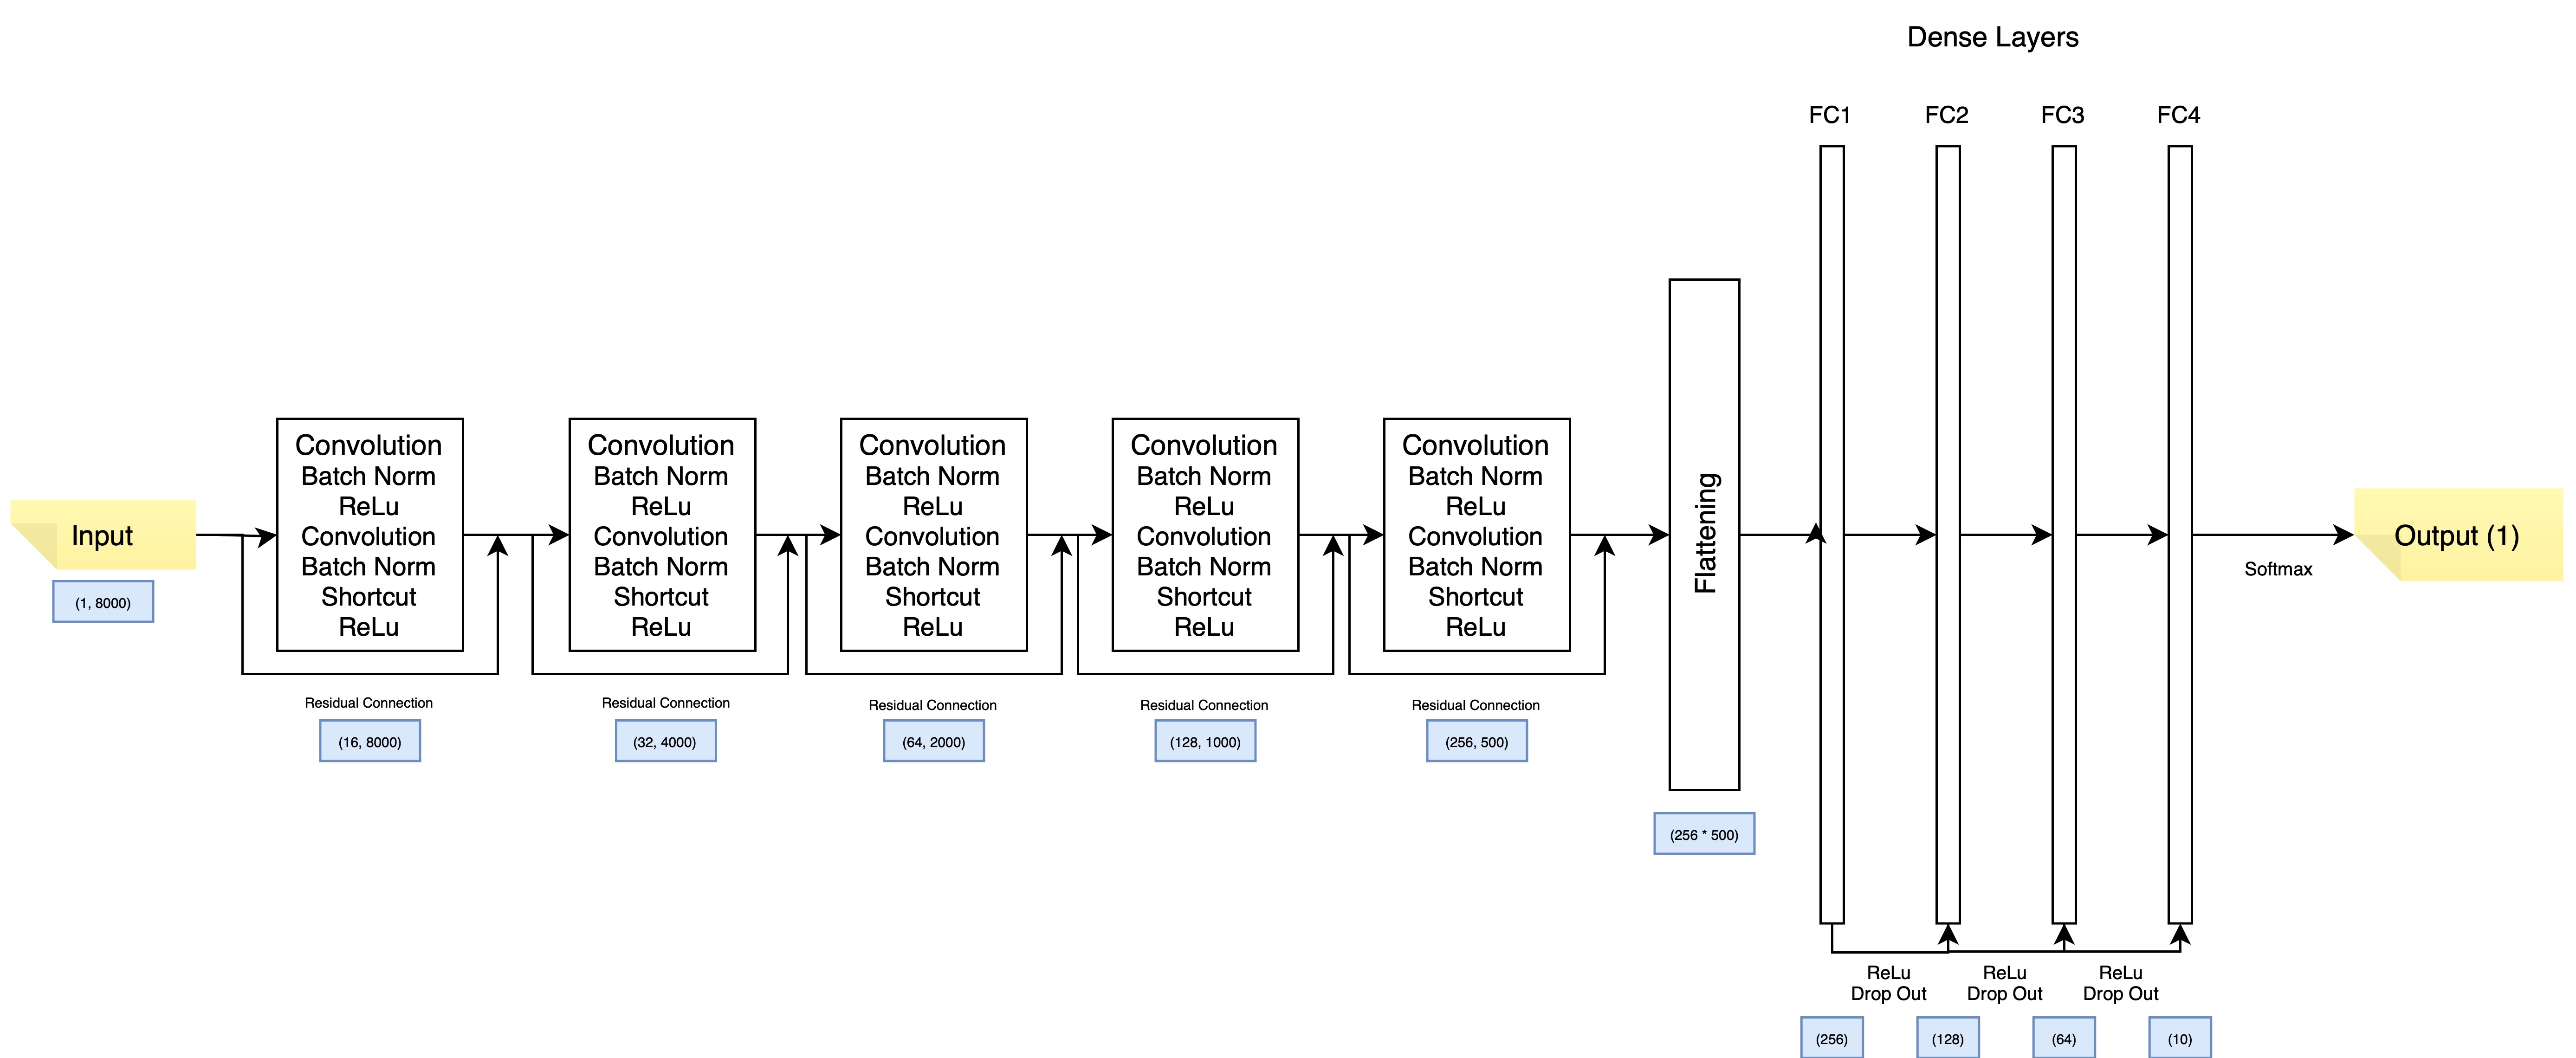 Dense Layers
FC1
FC2
FC3
FC4
Input
(1, 8000)
Convolution
Batch Norm
ReLu
Convolution
Batch Norm
Shortcut
ReLu
Residual Connection
(16, 8000)
Convolution
Batch Norm
ReLu
Convolution
Batch Norm
Shortcut
ReLu
Residual Connection
(32, 4000)
Convolution
Batch Norm
ReLu
Convolution
Batch Norm
Shortcut
ReLu
Residual Connection
(64, 2000)
Convolution
Batch Norm
ReLu
Convolution
Batch Norm
Shortcut
ReLu
Residual Connection
(128, 1000)
Convolution
Batch Norm
ReLu
Convolution
Batch Norm
Shortcut
ReLu
Residual Connection
(256, 500)
Flattening
(256 * 500)
ReLu
Drop Out
ReLu
Drop Out
ReLu
Drop Out
(256)
(128)
(64)
(10)
Softmax
Output (1)